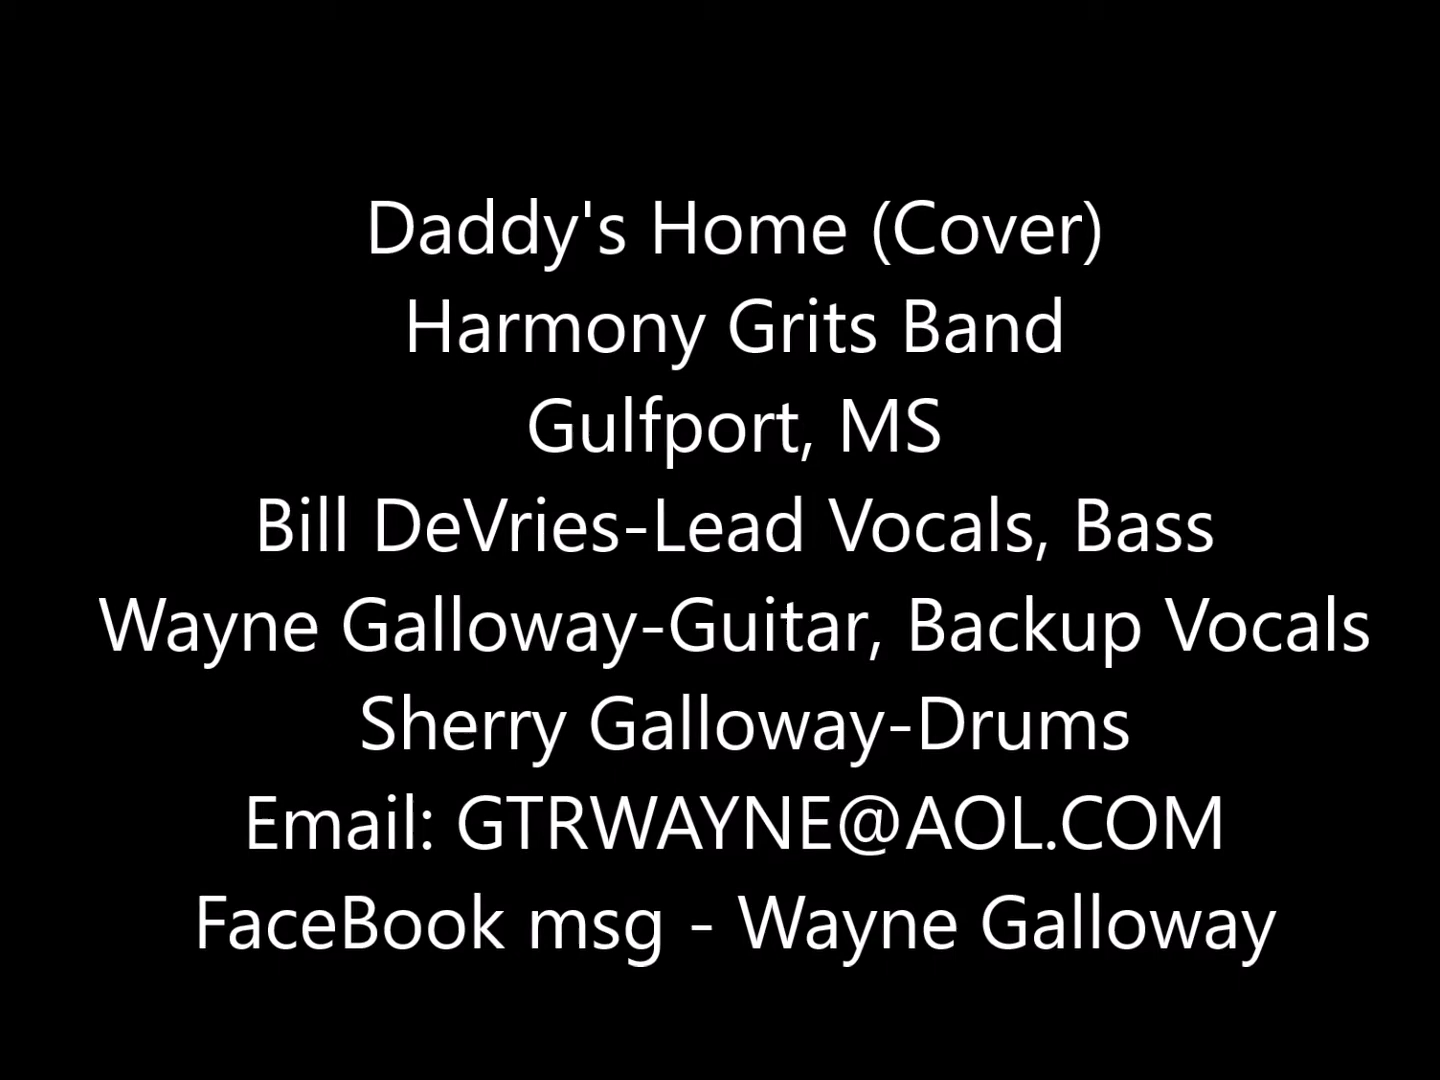 Daddy's Home (Cover)
Harmony Grits Band
Gulfport, MS
Bill DeVries-Lead Vocals, Bass
Wayne Galloway-Guitar, Backup Vocals
Sherry Galloway-Drums
Email: GTRWAYNE@AOL.COM
FaceBook msg - Wayne Galloway